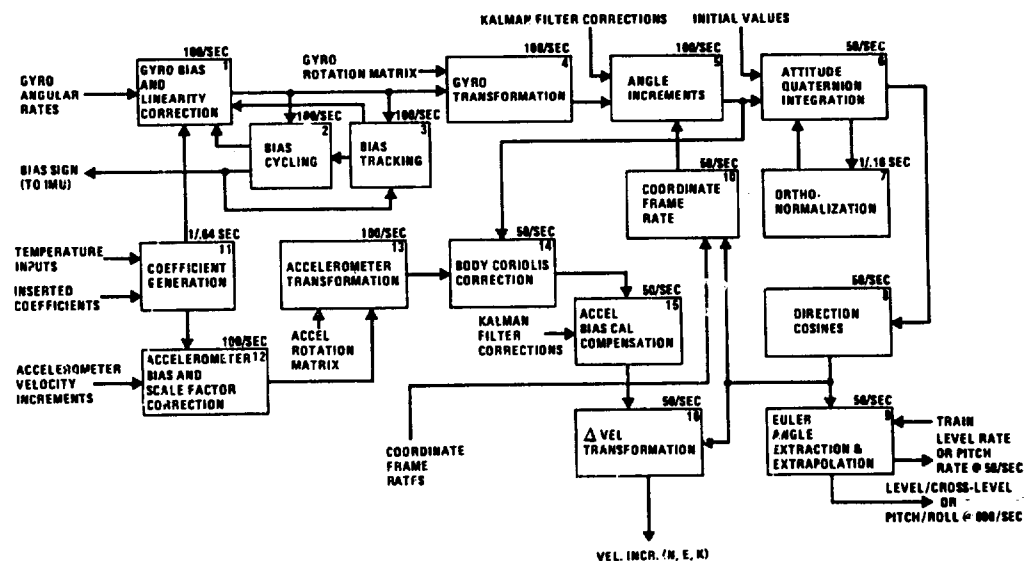 KALMAN FILTER CORRECTIONS
INITIAL VALUES
100/SEC
1
GYRO BIAS
AND
LINEARITY
CORRECTION
GYRO
ANGULAR
RATES
GYRO
ROTATION MATRIX
100/SEC
4
GYRO
TRANSFORMATION
100/SEC
5
ANGLE
INCREMENTS
50/SEC
6
ATTITUDE
QUATERNION
INTEGRATION
100/SEC
2
BIAS
CYCLING
100/SEC
3
BIAS
TRACKING
BIAS SIGN
(TO IMU)
50/SEC
COORDINATE
FRAME
RATE
1/.16 SEC
7
ORTHO-
NORMALIZATION
1/.64 SEC
11
COEFFICIENT
GENERATION
TEMPERATURE
INPUTS
INSERTED
COEFFICIENTS
100/SEC
13
ACCELEROMETER
TRANSFORMATION
50/SEC
14
BODY CORIOLIS
CORRECTION
ACCEL
ROTATION
MATRIX
50/SEC
15
ACCEL
BIAS CAL
COMPENSATION
KALMAN
FILTER
CORRECTIONS
50/SEC
8
DIRECTION
COSINES
100/SEC
12
ACCELEROMETER
BIAS AND
SCALE FACTOR
CORRECTION
ACCELEROMETER
VELOCITY
INCREMENTS
COORDINATE
FRAME
RATES
50/SEC
Δ VEL
TRANSFORMATION
50/SEC
9
EULER
ANGLE
EXTRACTION &
EXTRAPOLATION
TRAIN
LEVEL RATE
OR PITCH
RATE @ 50/SEC
LEVEL/CROSS-LEVEL
OR
PITCH/ROLL @
VEL. INCR. (N, E, K)